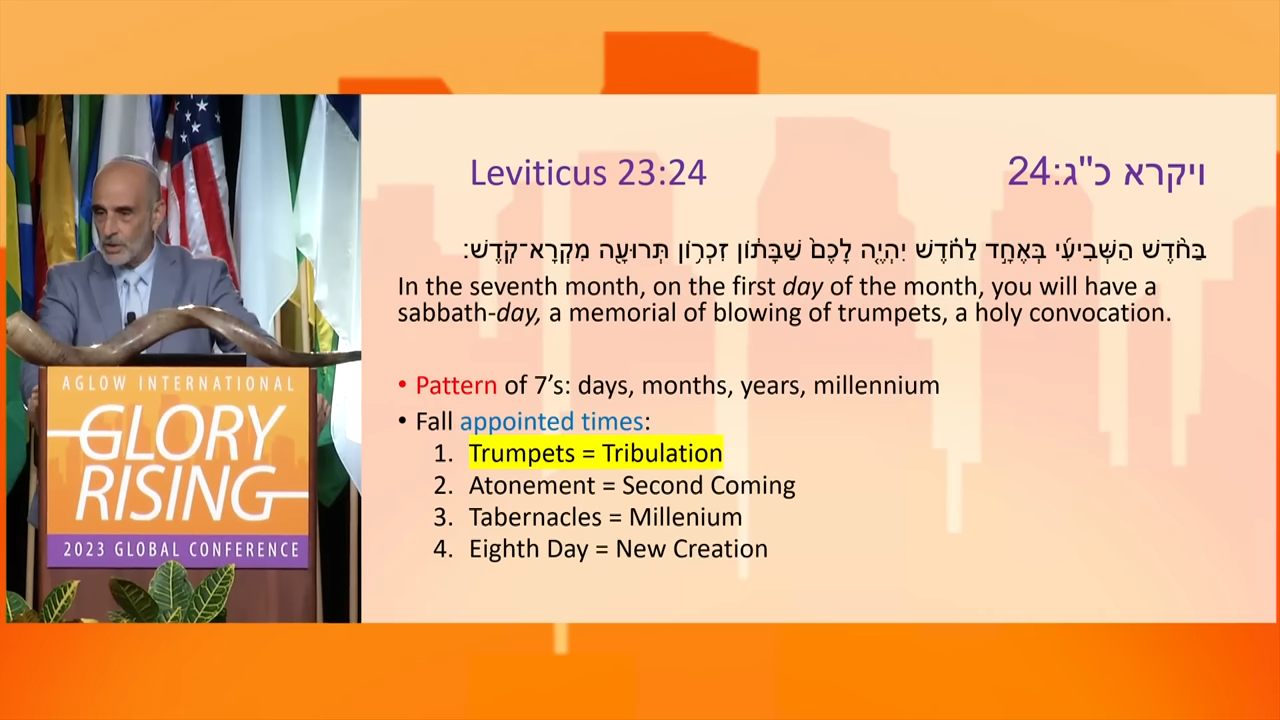 Leviticus 23:24
ויקרא כ"ג:24
בַּחֹ֨דֶשׁ הַשְּׁבִיעִ֜י בְּאֶחָ֣ד לַחֹ֗דֶשׁ יִהְיֶ֤ה לָכֶם֙ שַׁבָּת֔וֹן זִכְר֥וֹן תְּרוּעָ֖ה מִקְרָא־קֹֽדֶשׁ׃
In the seventh month, on the first day of the month, you will have a
sabbath-day, a memorial of blowing of trumpets, a holy convocation.
• Pattern of 7’s: days, months, years, millennium
• Fall appointed times:
1. Trumpets = Tribulation
2. Atonement = Second Coming
3. Tabernacles = Millenium
4. Eighth Day = New Creation
AGLOW INTERNATIONAL
GLORY
RISING
2023 GLOBAL CONFERENCE